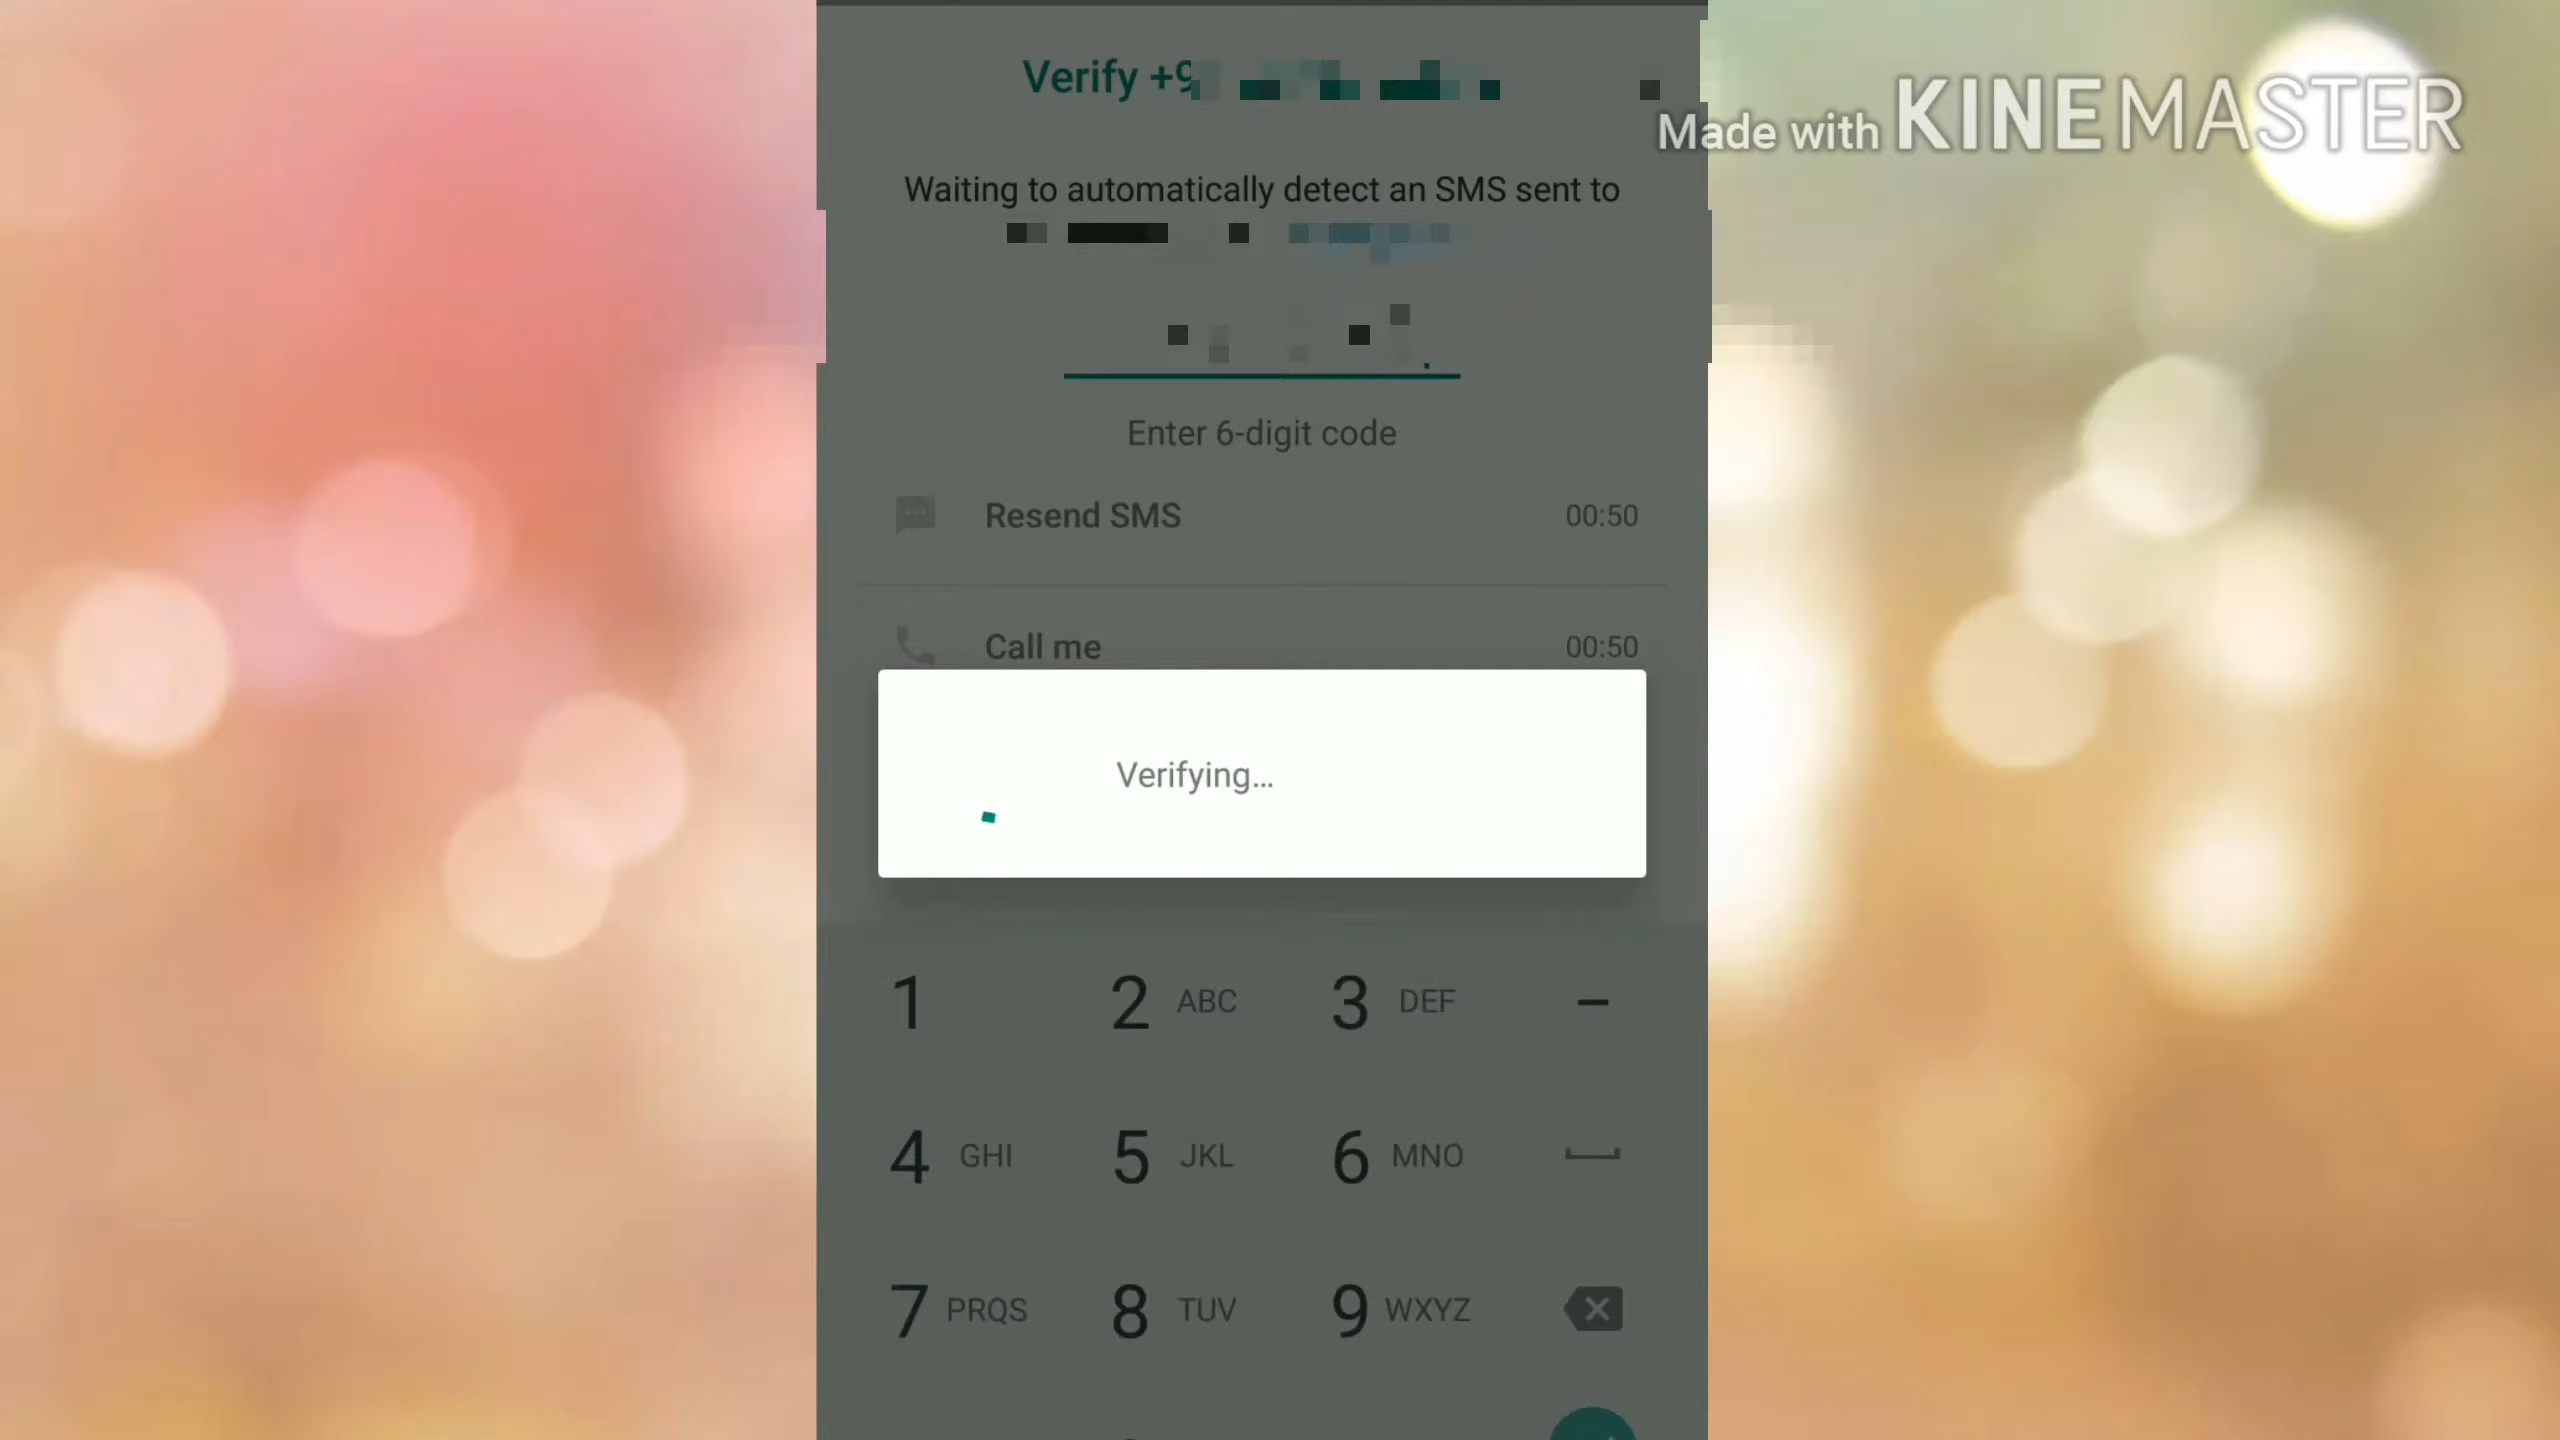 Verify +9
Made with KINEMASTER
Waiting to automatically detect an SMS sent to
Enter 6-digit code
Resend SMS 00:50
Call me 00:50
Verifying...
1 2 ABC 3 DEF –
4 GHI 5 JKL 6 MNO
7 PRQS 8 TUV 9 WXYZ